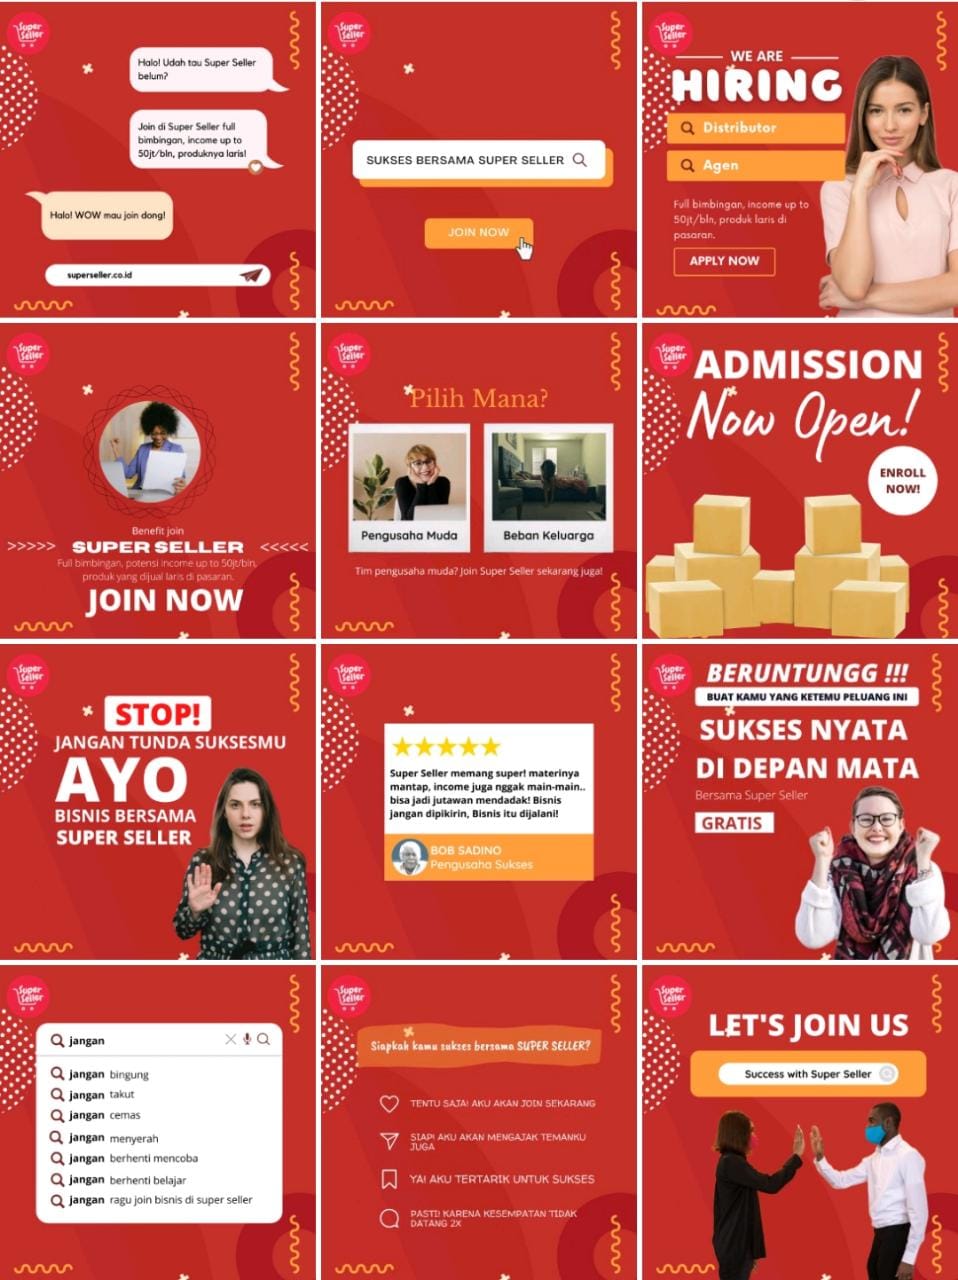 Super Seller
Halo! Udah tau Super Seller
belum?
Join di Super Seller full
bimbingan, income up to
50jt/bln, produknya laris!
Halo! WOW mau join dong!
superseller.co.id
Super Seller
SUKSES BERSAMA SUPER SELLER
JOIN NOW
Super Seller
WE ARE
HIRING
Distributor
Agen
Full bimbingan, income up to
50jt/bln, produk laris di
pasaran.
APPLY NOW
Super Seller
Benefit join
>>>>> SUPER SELLER <<<<<
Full bimbingan, potensi income up to 50jt/bln,
produk yang dijual laris di pasaran.
JOIN NOW
Super Seller
Pilih Mana?
Pengusaha Muda
Beban Keluarga
Tim pengusaha muda? Join Super Seller sekarang juga!
Super Seller
ADMISSION
Now Open!
ENROLL
NOW!
Super Seller
STOP!
JANGAN TUNDA SUKSESMU
AYO
BISNIS BERSAMA
SUPER SELLER
Super Seller
Super Seller memang super! materinya
mantap, income juga nggak main-main..
bisa jadi jutawan mendadak! Bisnis
jangan dipikirin, Bisnis itu dijalani!
BOB SADINO
Pengusaha Sukses
Super Seller
BERUNTUNGG !!!
BUAT KAMU YANG KETEMU PELUANG INI
SUKSES NYATA
DI DEPAN MATA
Bersama Super Seller
GRATIS
Super Seller
jangan
jangan bingung
jangan takut
jangan cemas
jangan menyerah
jangan berhenti mencoba
jangan berhenti belajar
jangan ragu join bisnis di super seller
Super Seller
Siapkah kamu sukses bersama SUPER SELLER?
TENTU SAJA! AKU AKAN JOIN SEKARANG
SIAP! AKU AKAN MENGAJAK TEMANKU
JUGA
YA! AKU TERTARIK UNTUK SUKSES
PASTI! KARENA KESEMPATAN TIDAK
DATANG 2X
Super Seller
LET'S JOIN US
Success with Super Seller